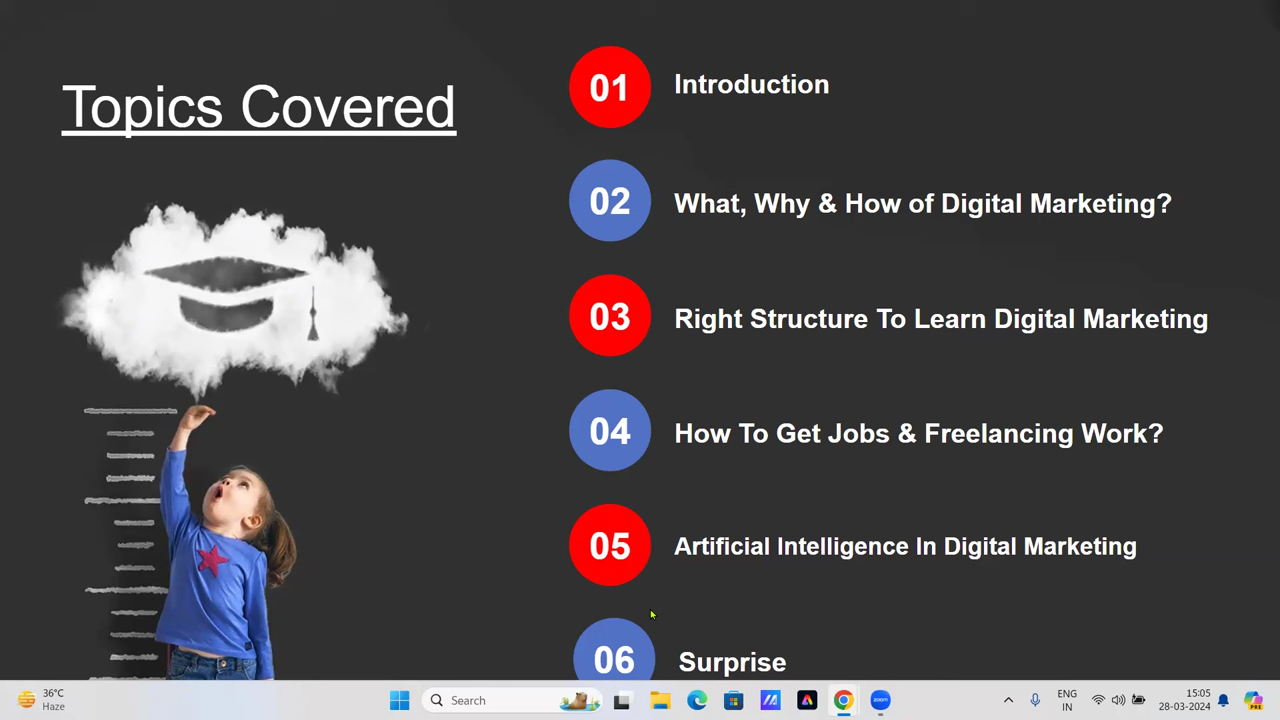 Topics Covered
01 Introduction
02 What, Why & How of Digital Marketing?
03 Right Structure To Learn Digital Marketing
04 How To Get Jobs & Freelancing Work?
05 Artificial Intelligence In Digital Marketing
06 Surprise
36°C
Haze
Search
zoom
ENG
IN
15:05
28-03-2024
PRE